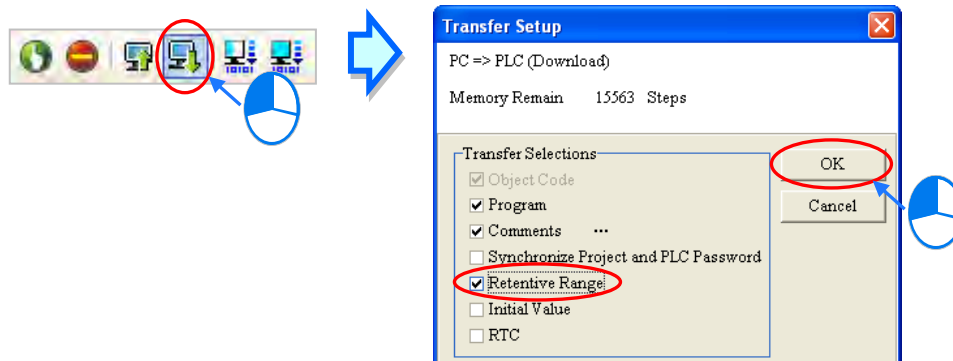 Transfer Setup
PC => PLC (Download)
Memory Remain 15563 Steps
Transfer Selections
OK
Object Code
Program
Cancel
Comments ...
Synchronize Project and PLC Password
Retentive Range
Initial Value
RTC